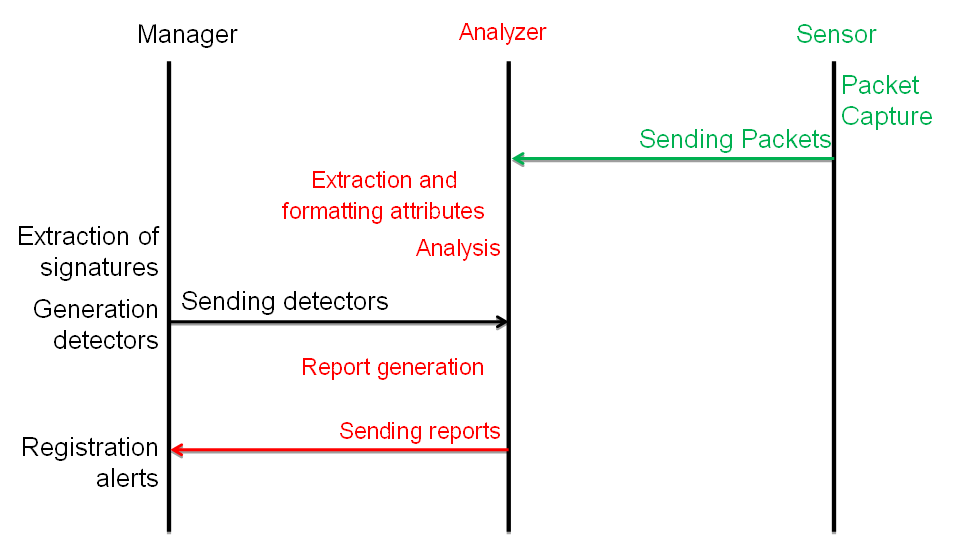 Manager
Analyzer
Sensor
Packet
Capture
Sending Packets
Extraction and
formatting attributes
Analysis
Extraction of
signatures
Generation
detectors
Sending detectors
Report generation
Sending reports
Registration
alerts